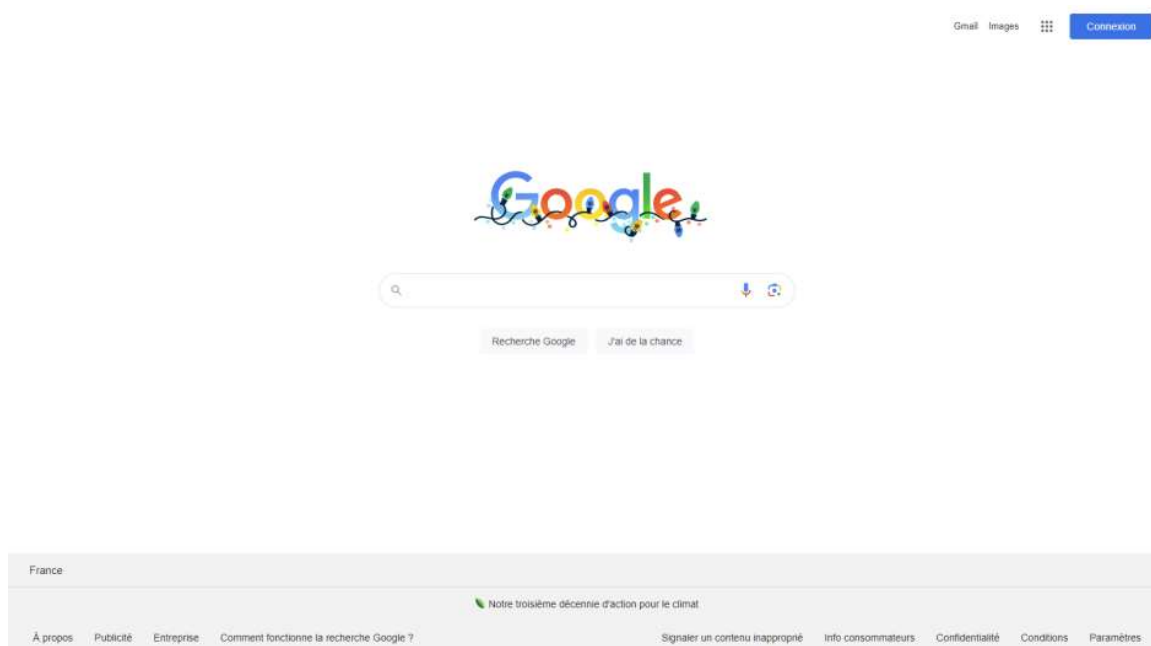 Gmail Images Connexion
Google
Recherche Google J'ai de la chance
France
Notre troisième décennie d'action pour le climat
À propos Publicité Entreprise Comment fonctionne la recherche Google ? Signaler un contenu inapproprié Info consommateurs Confidentialité Conditions Paramètres